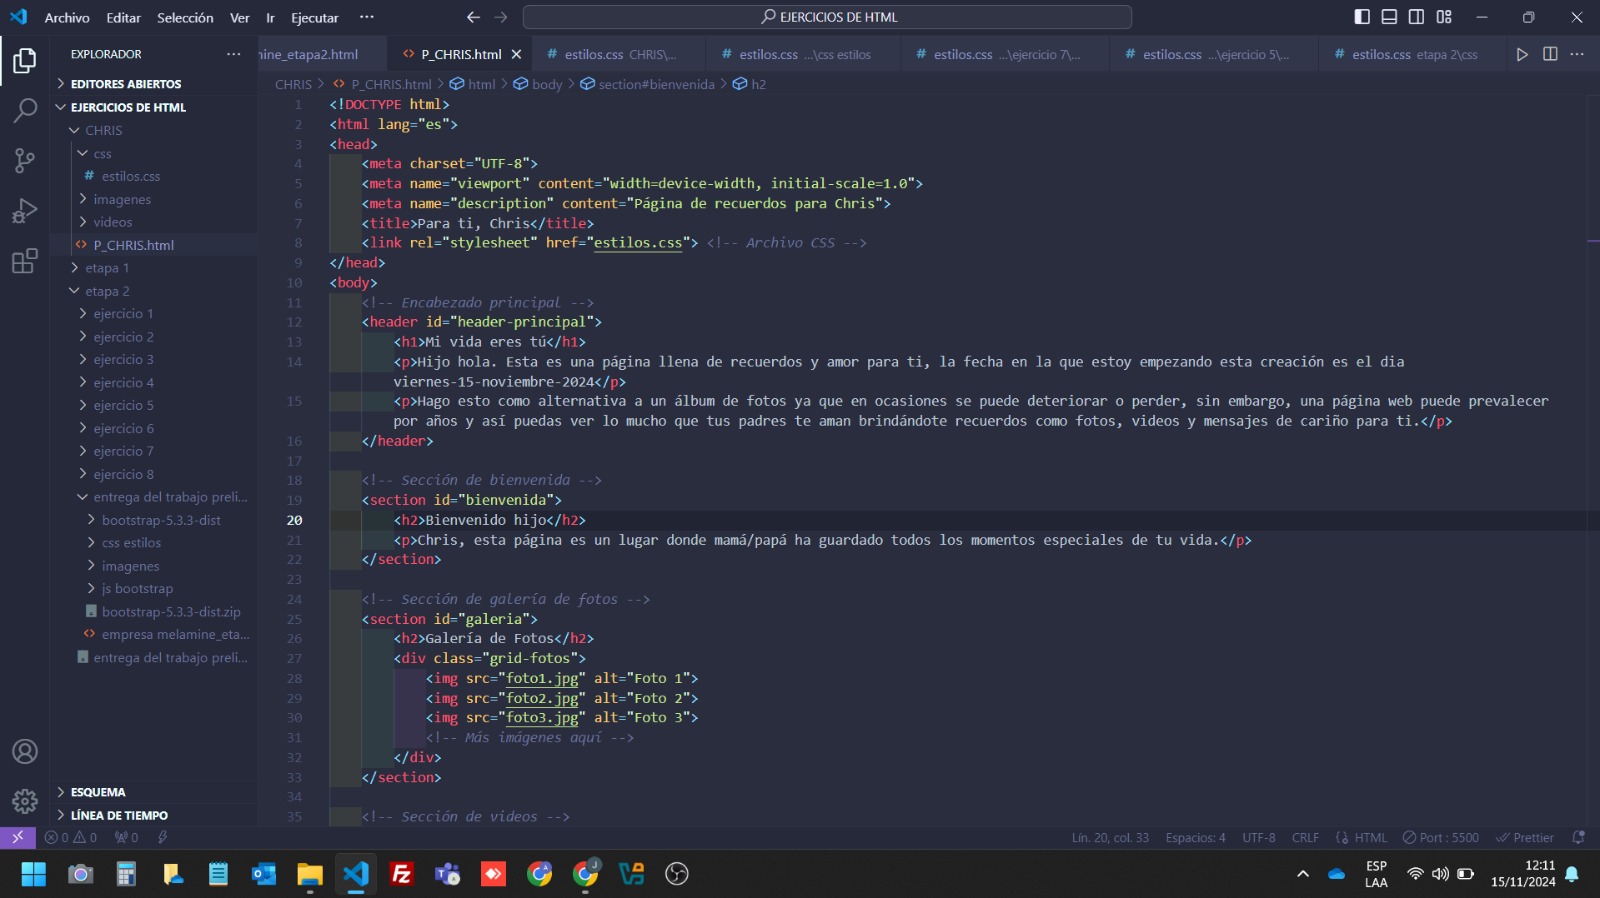 Archivo Editar Selección Ver Ir Ejecutar ··· EJERCICIOS DE HTML
EXPLORADOR ···
nine_etapa2.html P_CHRIS.html estilos.css CHRIS\... estilos.css ...\css estilos estilos.css ...\ejercicio 7\... estilos.css ...\ejercicio 5\... estilos.css etapa 2\css ···
EDITORES ABIERTOS
EJERCICIOS DE HTML
CHRIS
css
estilos.css
imagenes
videos
P_CHRIS.html
etapa 1
etapa 2
ejercicio 1
ejercicio 2
ejercicio 3
ejercicio 4
ejercicio 5
ejercicio 6
ejercicio 7
ejercicio 8
entrega del trabajo preli...
bootstrap-5.3.3-dist
css estilos
imagenes
js bootstrap
bootstrap-5.3.3-dist.zip
empresa melamine_eta...
entrega del trabajo preli...
ESQUEMA
LÍNEA DE TIEMPO
CHRIS > P_CHRIS.html > html > body > section#bienvenida > h2
1 <!DOCTYPE html>
2 <html lang="es">
3 <head>
4 <meta charset="UTF-8">
5 <meta name="viewport" content="width=device-width, initial-scale=1.0">
6 <meta name="description" content="Página de recuerdos para Chris">
7 <title>Para ti, Chris</title>
8 <link rel="stylesheet" href="estilos.css"> <!-- Archivo CSS -->
9 </head>
10 <body>
11 <!-- Encabezado principal -->
12 <header id="header-principal">
13 <h1>Mi vida eres tú</h1>
14 <p>Hijo hola. Esta es una página llena de recuerdos y amor para ti, la fecha en la que estoy empezando esta creación es el dia
viernes-15-noviembre-2024</p>
15 <p>Hago esto como alternativa a un álbum de fotos ya que en ocasiones se puede deteriorar o perder, sin embargo, una página web puede prevalecer
por años y así puedas ver lo mucho que tus padres te aman brindándote recuerdos como fotos, videos y mensajes de cariño para ti.</p>
16 </header>
17
18 <!-- Sección de bienvenida -->
19 <section id="bienvenida">
20 <h2>Bienvenido hijo</h2>
21 <p>Chris, esta página es un lugar donde mamá/papá ha guardado todos los momentos especiales de tu vida.</p>
22 </section>
23
24 <!-- Sección de galería de fotos -->
25 <section id="galeria">
26 <h2>Galería de Fotos</h2>
27 <div class="grid-fotos">
28 <img src="foto1.jpg" alt="Foto 1">
29 <img src="foto2.jpg" alt="Foto 2">
30 <img src="foto3.jpg" alt="Foto 3">
31 <!-- Más imágenes aquí -->
32 </div>
33 </section>
34
35 <!-- Sección de videos -->
0 0 0 Lín. 20, col. 33 Espacios: 4 UTF-8 CRLF HTML Port : 5500 Prettier
ESP
LAA
12:11
15/11/2024